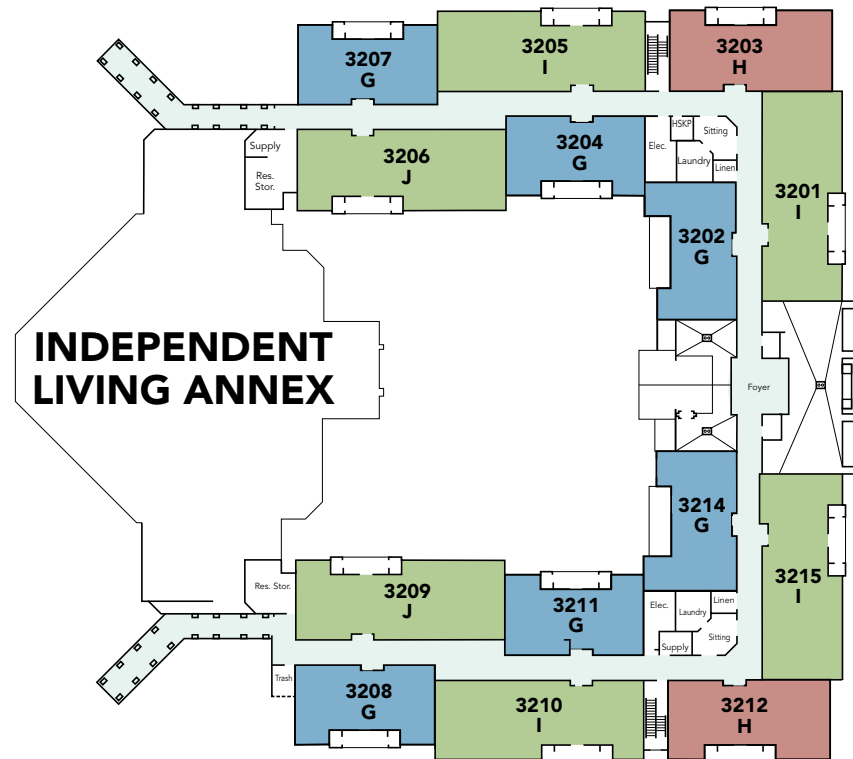 3207
G
3205
I
3203
H
HSKP
Sitting
Elec.
Laundry
Linen
Supply
Res.
Stor.
3206
J
3204
G
3201
I
3202
G
INDEPENDENT
LIVING ANNEX
Foyer
3214
G
3215
I
Res. Stor.
3209
J
3211
G
Elec.
Laundry
Linen
Sitting
Supply
Trash
3208
G
3210
I
3212
H